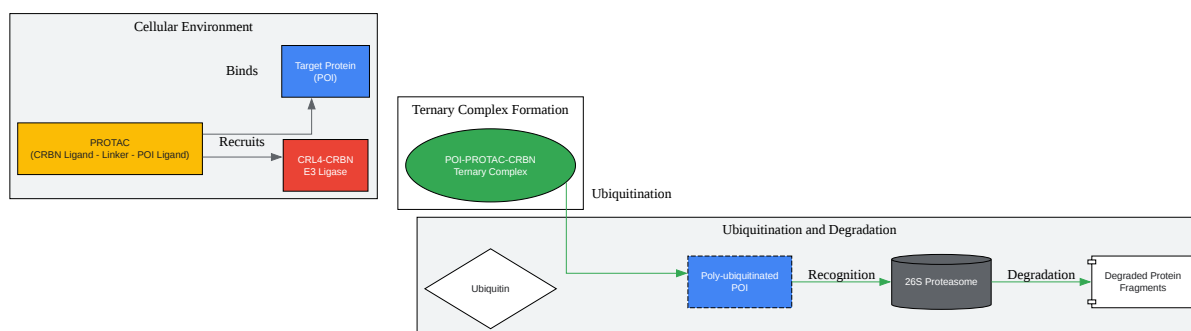 Cellular Environment
Binds
Target Protein
(POI)
PROTAC
(CRBN Ligand - Linker - POI Ligand)
Recruits
CRL4-CRBN
E3 Ligase
Ternary Complex Formation
POI-PROTAC-CRBN
Ternary Complex
Ubiquitination
Ubiquitination and Degradation
Ubiquitin
Poly-ubiquitinated
POI
Recognition
26S Proteasome
Degradation
Degraded Protein
Fragments